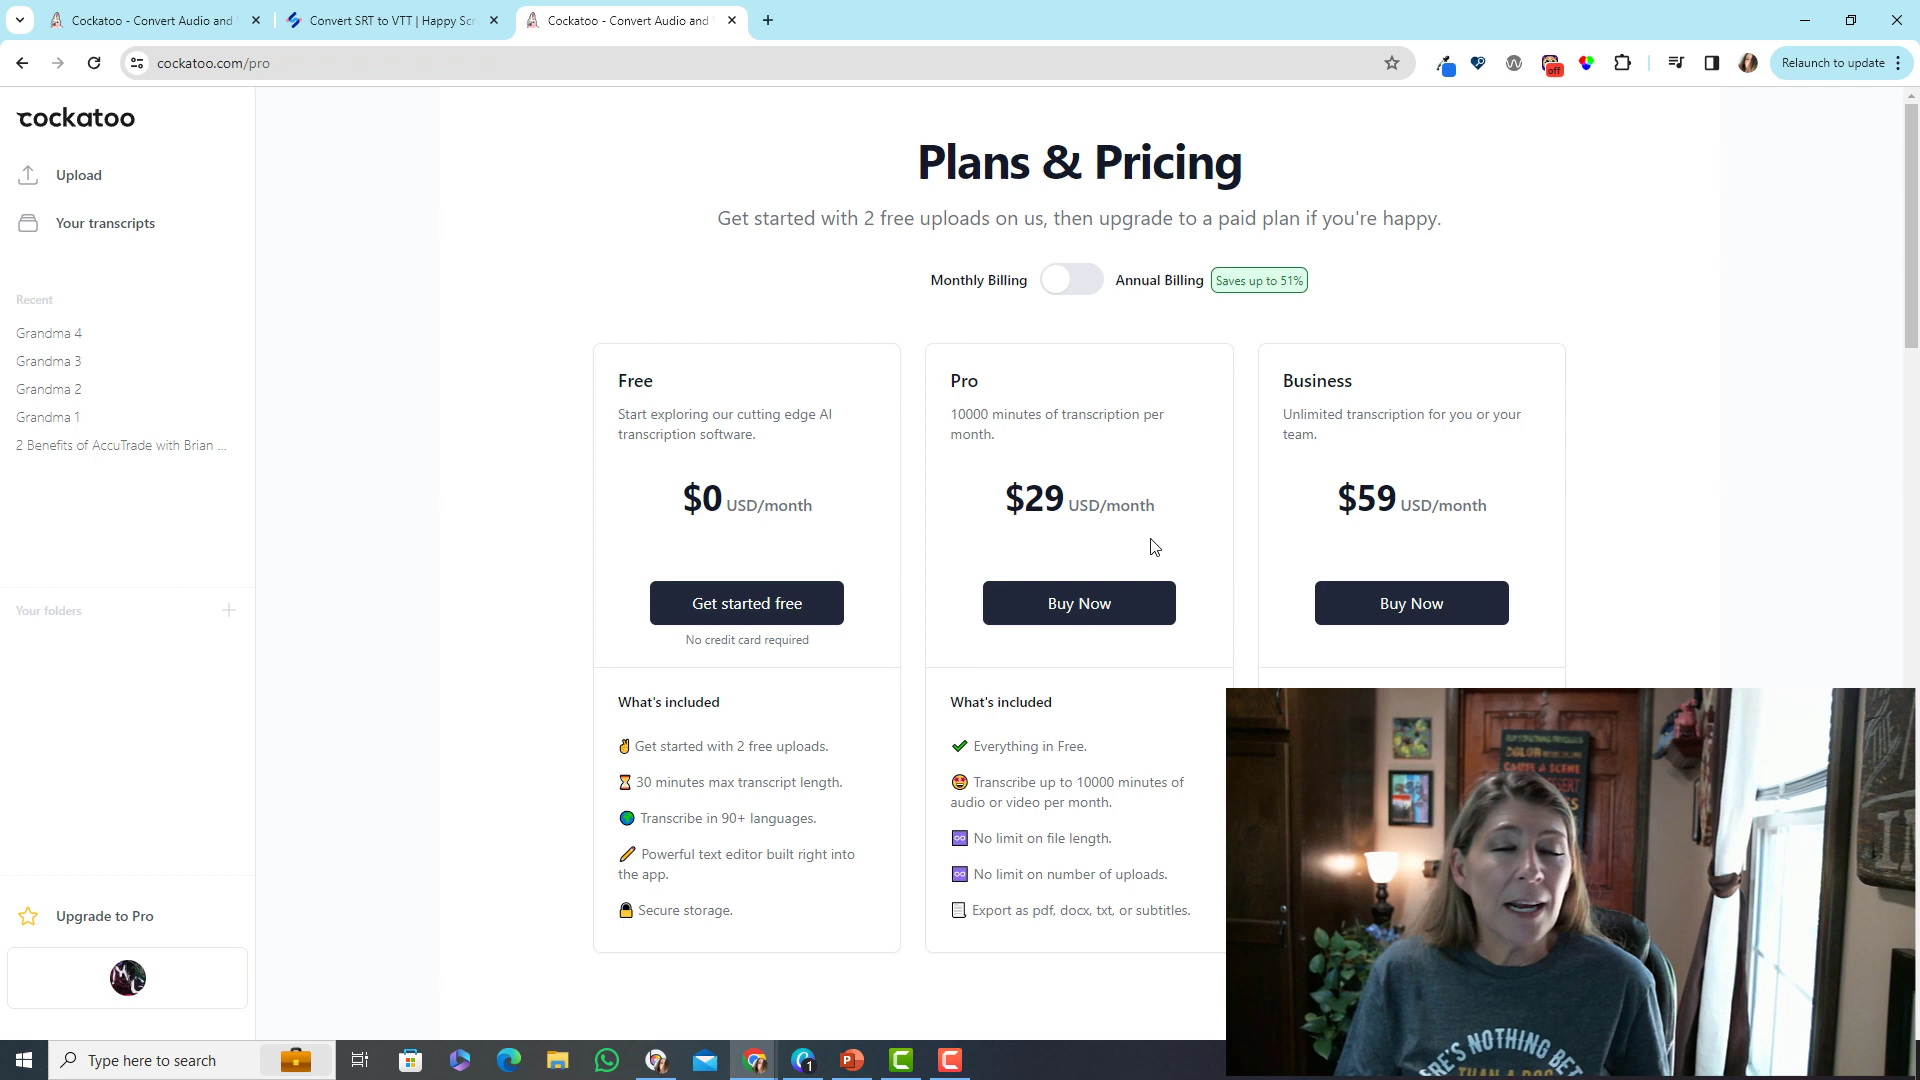 Cockatoo - Convert Audio and
Convert SRT to VTT | Happy Scr
Cockatoo - Convert Audio and
cockatoo.com/pro
off
Relaunch to update
cockatoo
Upload
Your transcripts
Recent
Grandma 4
Grandma 3
Grandma 2
Grandma 1
2 Benefits of AccuTrade with Brian ...
Your folders
Upgrade to Pro
Plans & Pricing
Get started with 2 free uploads on us, then upgrade to a paid plan if you're happy.
Monthly Billing
Annual Billing
Saves up to 51%
Free
Start exploring our cutting edge AI
transcription software.
$0 USD/month
Get started free
No credit card required
What's included
Get started with 2 free uploads.
30 minutes max transcript length.
Transcribe in 90+ languages.
Powerful text editor built right into
the app.
Secure storage.
Pro
10000 minutes of transcription per
month.
$29 USD/month
Buy Now
What's included
Everything in Free.
Transcribe up to 10000 minutes of
audio or video per month.
No limit on file length.
No limit on number of uploads.
Export as pdf, docx, txt, or subtitles.
Business
Unlimited transcription for you or your
team.
$59 USD/month
Buy Now
CAUSE A SCENE
NOTHING
THAN A
Type here to search
1